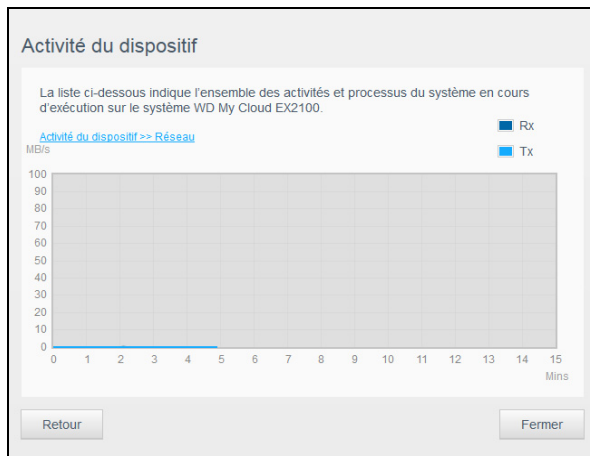 Activité du dispositif
La liste ci-dessous indique l'ensemble des activités et processus du système en cours
d'exécution sur le système WD My Cloud EX2100.
Activité du dispositif >> Réseau
Rx
Tx
MB/s
100
90
80
70
60
50
40
30
20
10
0
0 1 2 3 4 5 6 7 8 9 10 11 12 13 14 15
Mins
Retour
Fermer